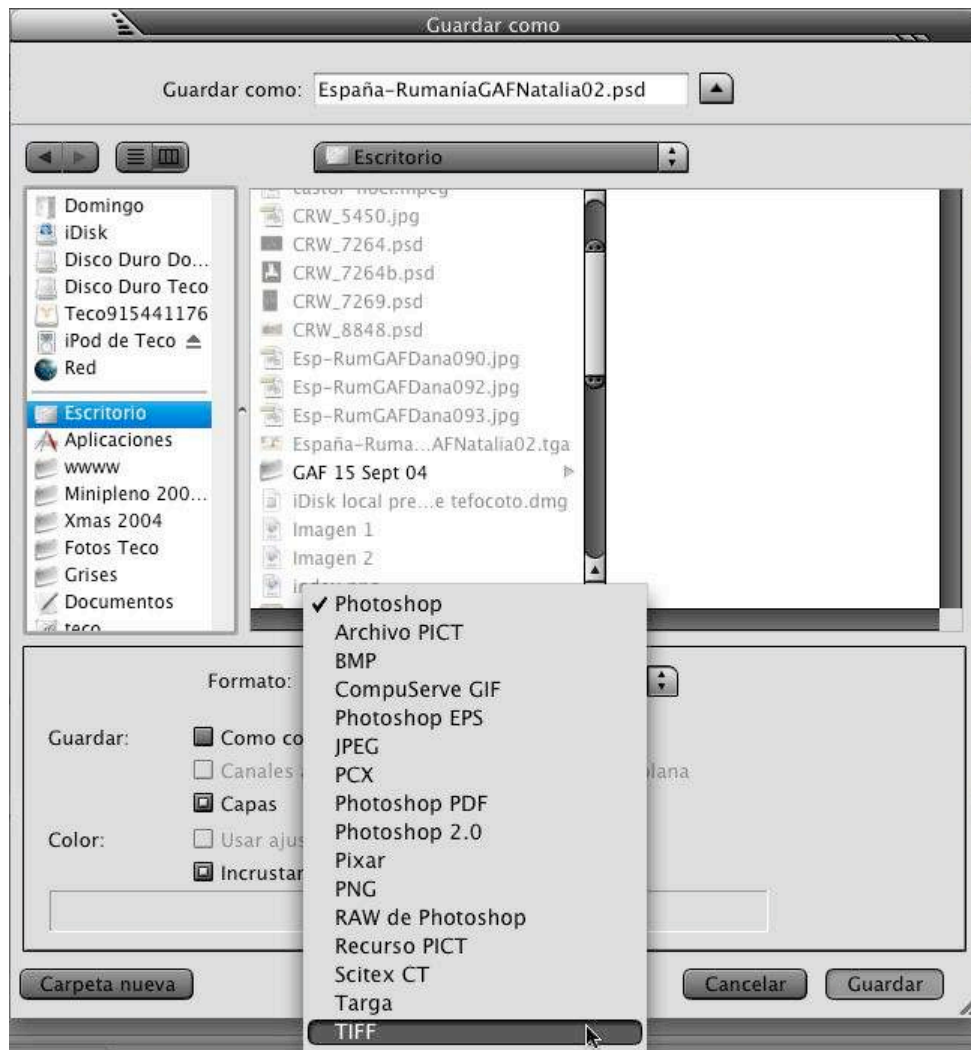 Guardar como
Guardar como: España-RumaníaGAFNatalia02.psd
Escritorio
Domingo
iDisk
Disco Duro Do...
Disco Duro Teco
Teco915441176
iPod de Teco
Red
Escritorio
Aplicaciones
wwww
Minipleno 200...
Xmas 2004
Fotos Teco
Grises
Documentos
teco
castor-noel.mpeg
CRW_5450.jpg
CRW_7264.psd
CRW_7264b.psd
CRW_7269.psd
CRW_8848.psd
Esp-RumGAFDana090.jpg
Esp-RumGAFDana092.jpg
Esp-RumGAFDana093.jpg
España-Ruma...AFNatalia02.tga
GAF 15 Sept 04
iDisk local pre...e tefocoto.dmg
Imagen 1
Imagen 2
Formato:
Guardar: Como co
Canales a lana
Capas
Color: Usar ajus
Incrustar
Photoshop
Archivo PICT
BMP
CompuServe GIF
Photoshop EPS
JPEG
PCX
Photoshop PDF
Photoshop 2.0
Pixar
PNG
RAW de Photoshop
Recurso PICT
Scitex CT
Targa
TIFF
Carpeta nueva
Cancelar
Guardar